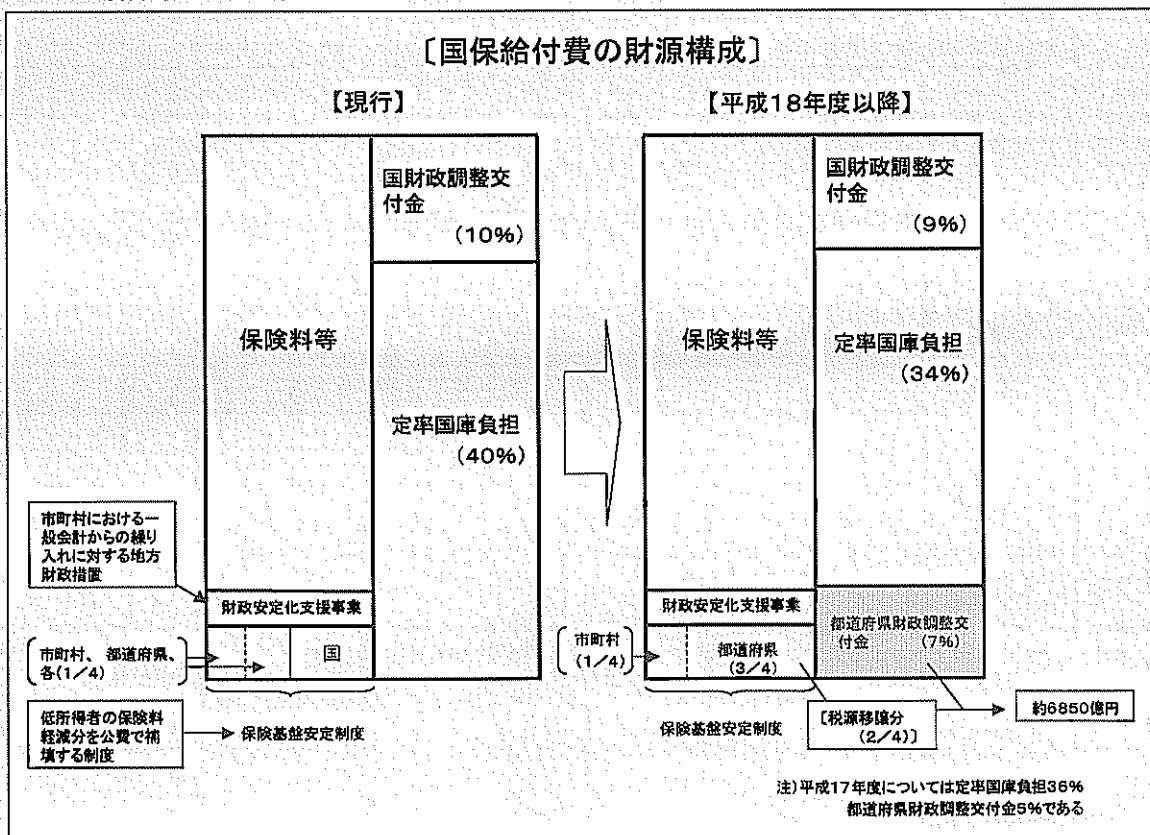 〔国保給付費の財源構成〕
【現行】
国財政調整交
付金
(10%)
保険料等
定率国庫負担
(40%)
市町村における一
般会計からの繰り
入れに対する地方
財政措置
財政安定化支援事業
市町村、都道府県、
各(1/4)
国
低所得者の保険料
軽減分を公費で補
填する制度
保険基盤安定制度
【平成18年度以降】
国財政調整交
付金
(9%)
保険料等
定率国庫負担
(34%)
財政安定化支援事業
市町村
(1/4)
都道府県
(3/4)
都道府県財政調整交
付金 (7%)
保険基盤安定制度
〔税源移譲分
(2/4)〕
約6850億円
注)平成17年度については定率国庫負担36%
都道府県財政調整交付金5%である